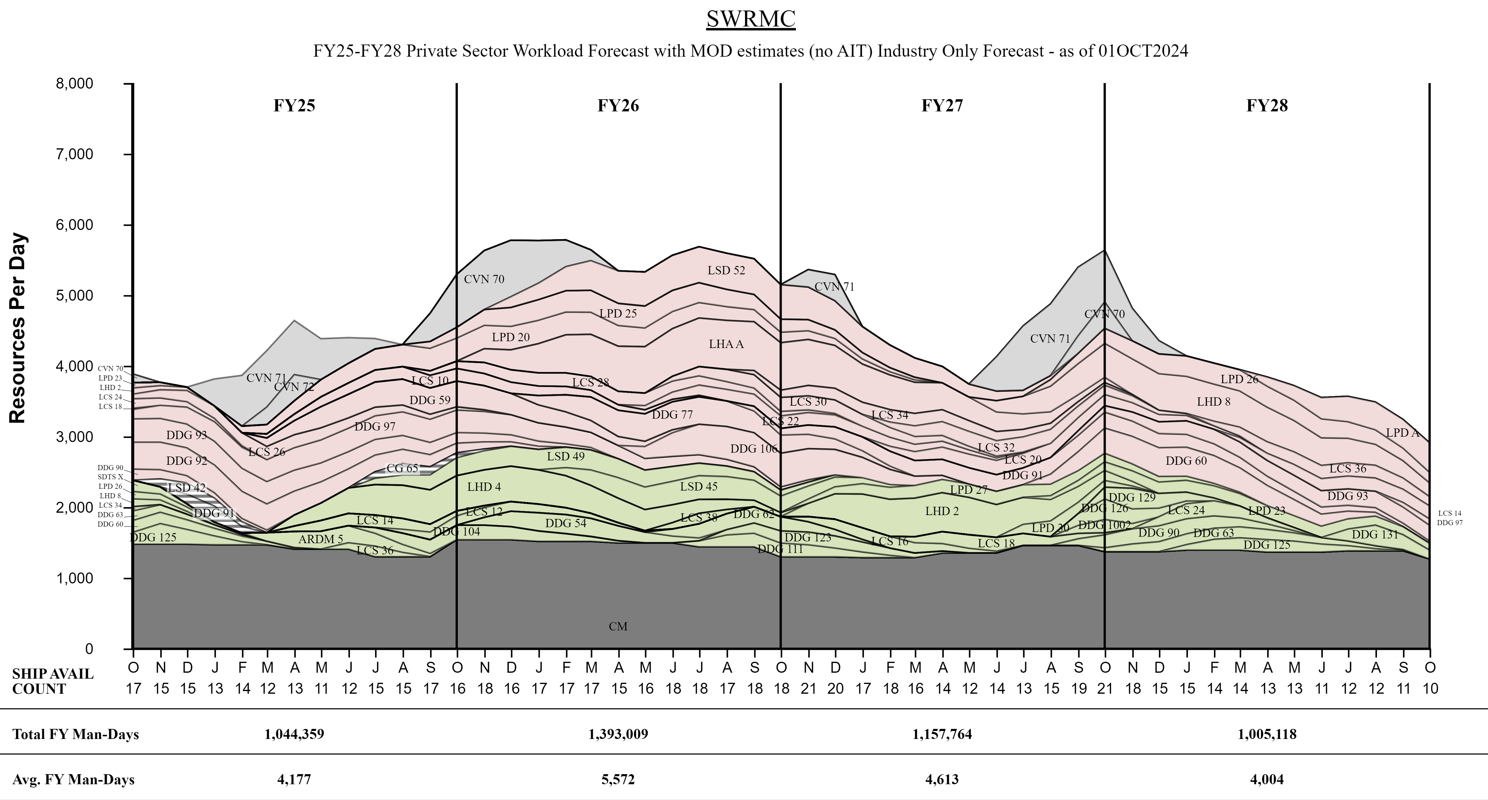 SWRMC
FY25-FY28 Private Sector Workload Forecast with MOD estimates (no AIT) Industry Only Forecast - as of 01OCT2024
8,000
FY25 FY26 FY27 FY28
7,000
6,000
5,000
4,000
3,000
2,000
1,000
0
Resources Per Day
CVN 70
LPD 23
LHD 2
LCS 24
LCS 18
DDG 90
SDTS X
LPD 26
LHD 8
LCS 34
DDG 63
DDG 60
DDG 93
DDG 92
LSD 42
DDG 91
DDG 125
CVN 71
CVN 72
LCS 26
DDG 97
LCS 10
DDG 59
CG 65
LCS 14
ARDM 5
LCS 36
CVN 70
LPD 20
LPD 25
LSD 52
LHA A
LCS 28
DDG 77
DDG 106
LSD 49
LHD 4
LSD 45
LCS 12
DDG 54
LCS 38
DDG 62
DDG 104
CM
CVN 71
LCS 30
LCS 22
LCS 34
LCS 32
LCS 20
DDG 91
LPD 27
LHD 2
DDG 123
DDG 111
LCS 16
LCS 18
LPD 20
CVN 71
CVN 70
LPD 26
LHD 8
LPD A
DDG 60
LCS 36
DDG 93
DDG 129
DDG 126
DDG 1002
LCS 24
LPD 23
DDG 90
DDG 63
DDG 125
DDG 131
LCS 14
DDG 97
O N D J F M A M J J A S O N D J F M A M J J A S O N D J F M A M J J A S O N D J F M A M J J A S O
SHIP AVAIL
COUNT
17 15 15 13 14 12 13 11 12 15 15 17 16 18 16 17 17 17 15 16 18 18 18 18 18 21 20 17 18 16 14 12 14 13 15 19 21 18 15 15 14 14 13 13 11 12 12 11 10
Total FY Man-Days 1,044,359 1,393,009 1,157,764 1,005,118
Avg. FY Man-Days 4,177 5,572 4,613 4,004